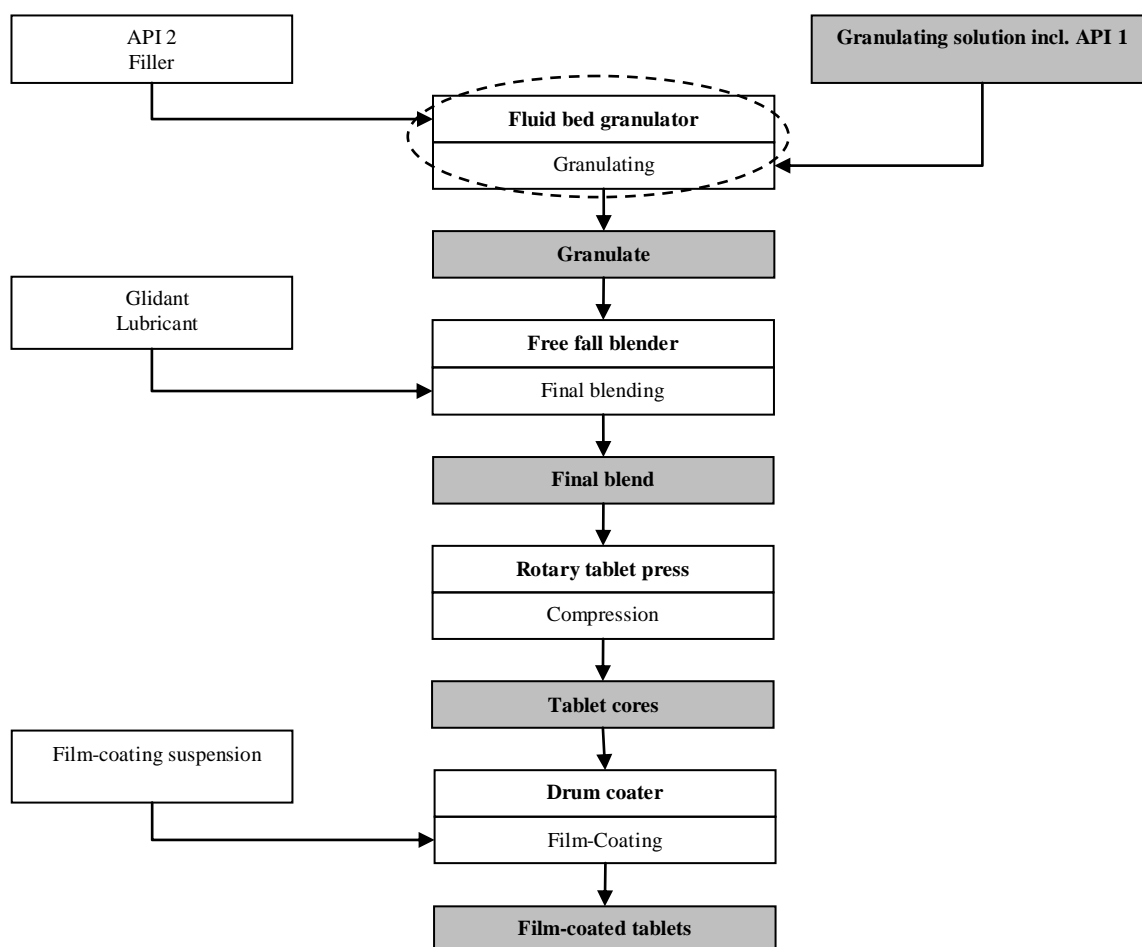 API 2
Filler
Granulating solution incl. API 1
Fluid bed granulator
Granulating
Granulate
Glidant
Lubricant
Free fall blender
Final blending
Final blend
Rotary tablet press
Compression
Tablet cores
Film-coating suspension
Drum coater
Film-Coating
Film-coated tablets